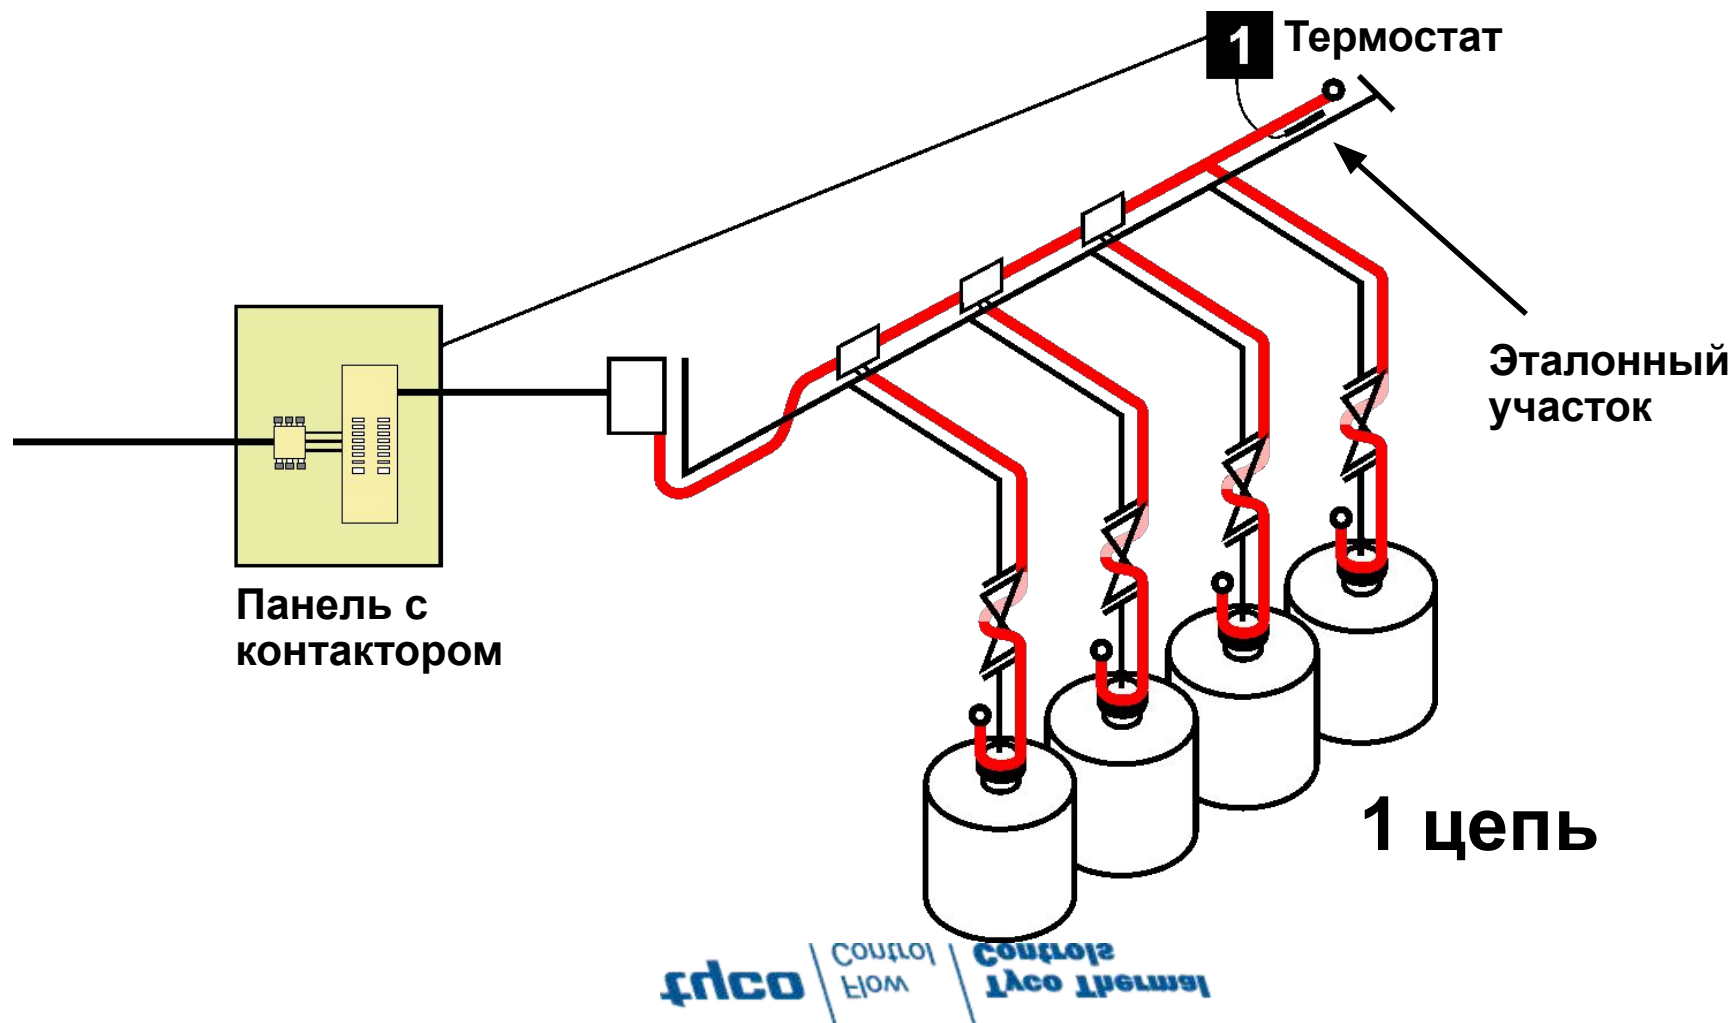 1 Термостат
Эталонный
участок
Панель с
контактором
1 цепь
tyco
Flow
Control
Tyco Thermal
Controls